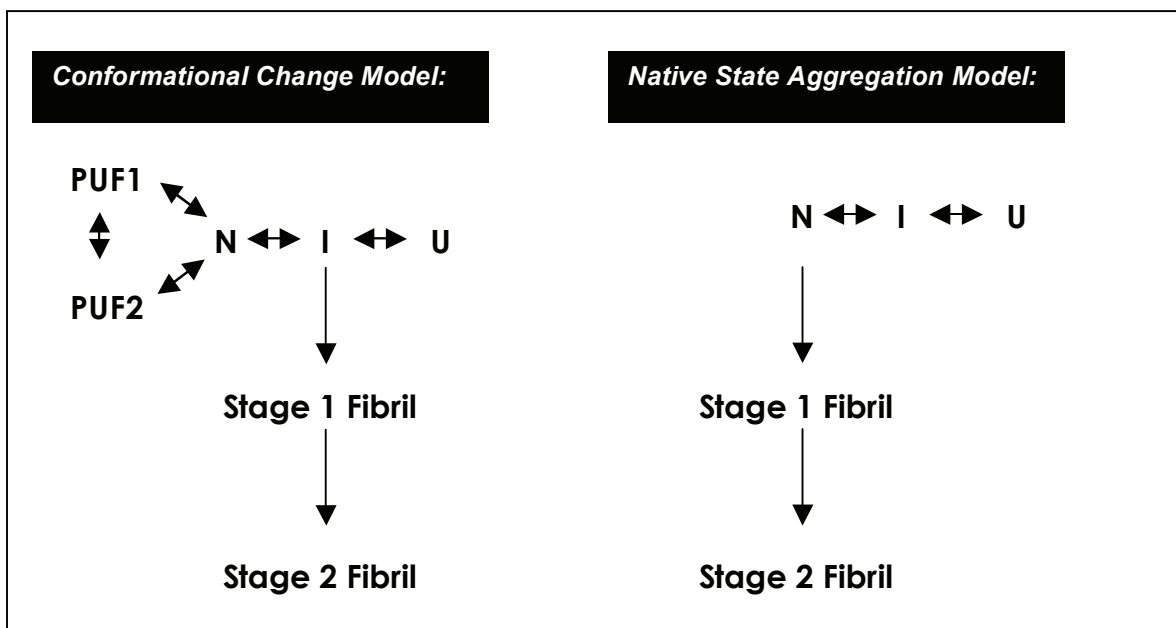 Conformational Change Model:
PUF1
N I U
PUF2
Stage 1 Fibril
Stage 2 Fibril
Native State Aggregation Model:
N I U
Stage 1 Fibril
Stage 2 Fibril